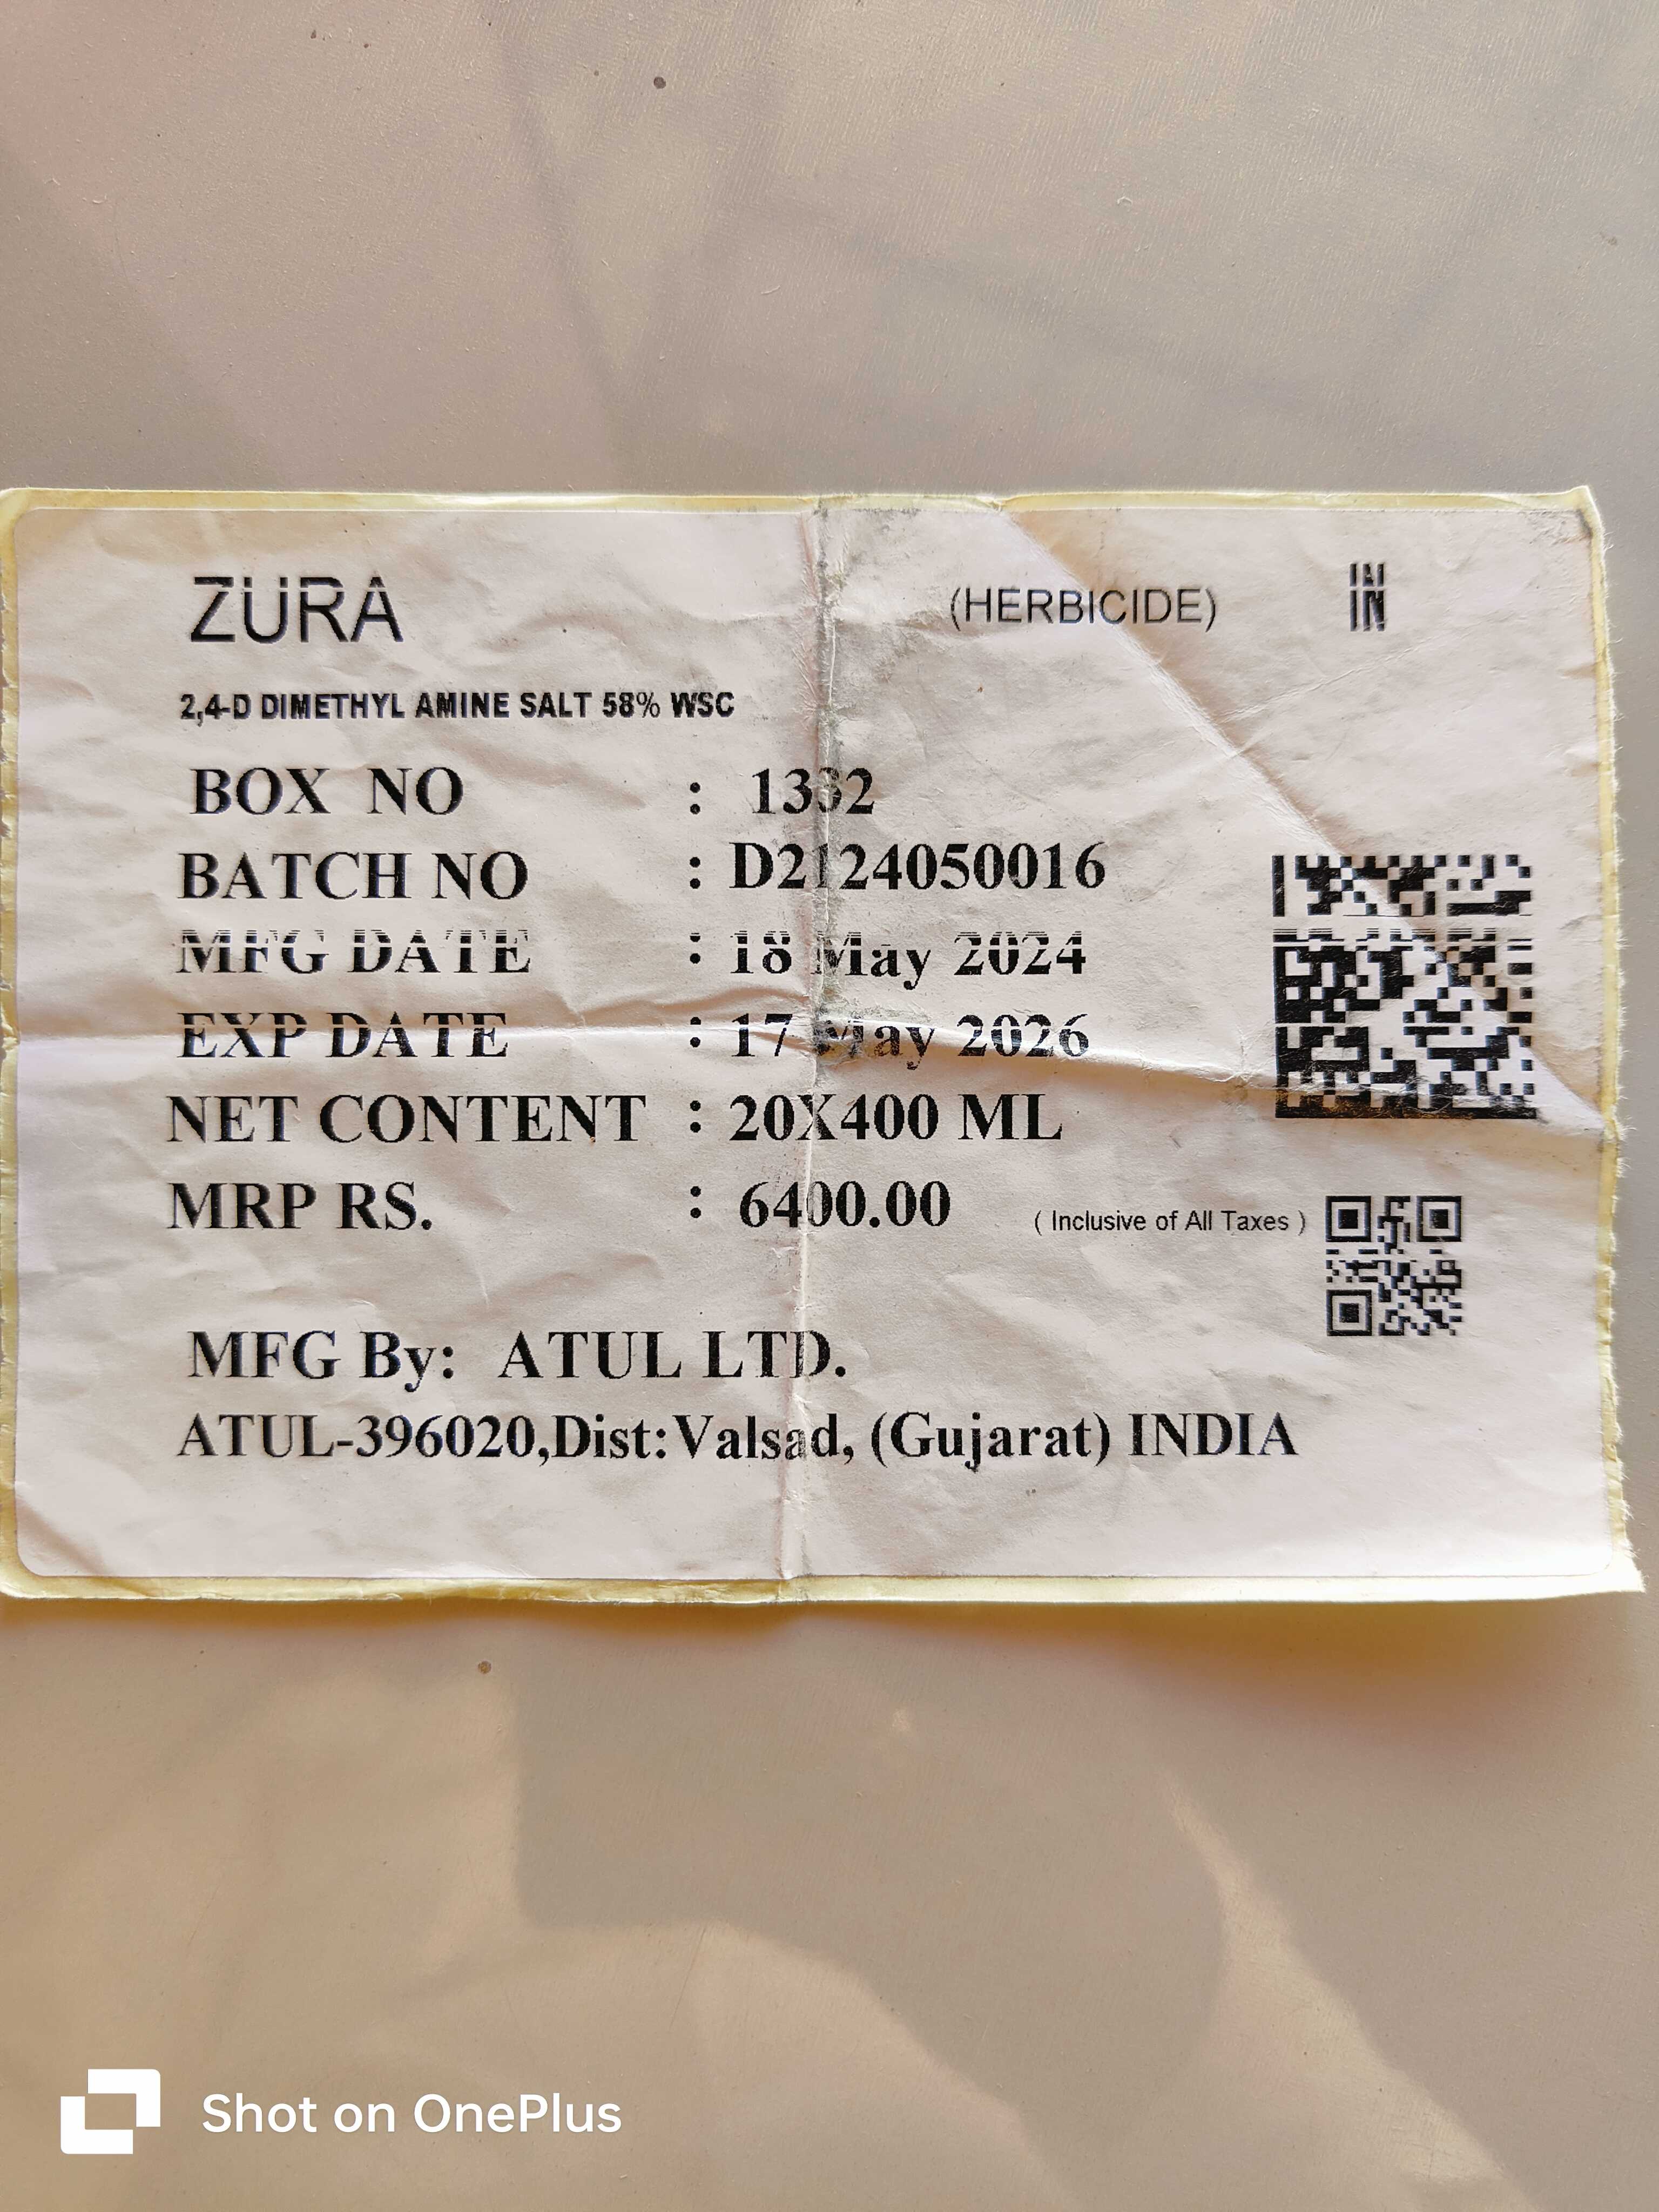 ZURA (HERBICIDE) IN
2,4-D DIMETHYL AMINE SALT 58% WSC
BOX NO : 1332
BATCH NO : D2124050016
MFG DATE : 18 May 2024
EXP DATE : 17 May 2026
NET CONTENT : 20X400 ML
MRP RS. : 6400.00 ( Inclusive of All Taxes )
MFG By: ATUL LTD.
ATUL-396020,Dist:Valsad, (Gujarat) INDIA
Shot on OnePlus